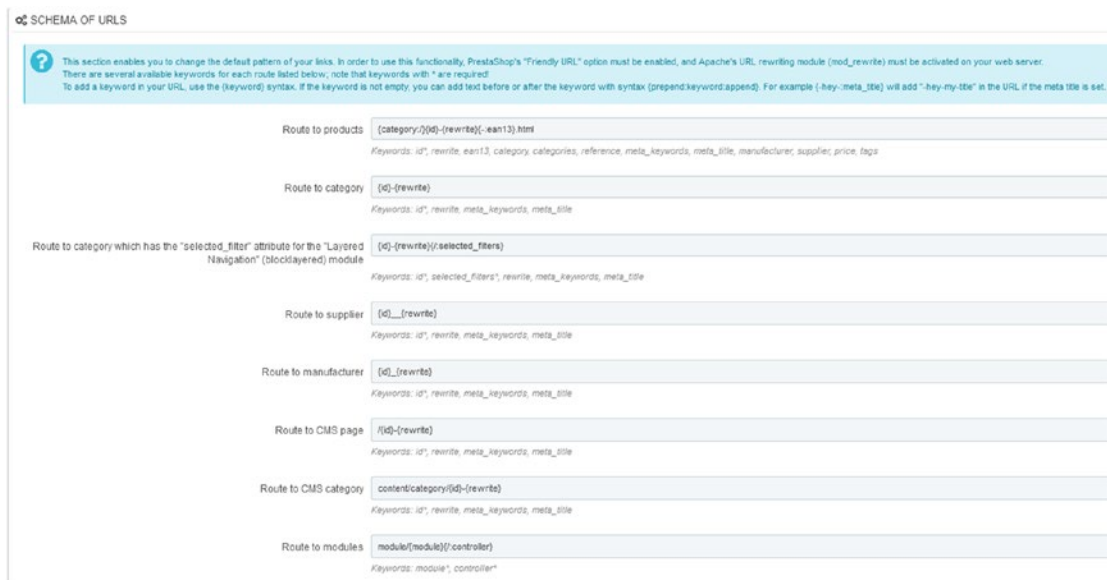 SCHEMA OF URLS
This section enables you to change the default pattern of your links. In order to use this functionality, PrestaShop's "Friendly URL" option must be enabled, and Apache's URL rewriting module (mod_rewrite) must be activated on your web server.
There are several available keywords for each route listed below; note that keywords with * are required!
To add a keyword in your URL, use the {keyword} syntax. If the keyword is not empty, you can add text before or after the keyword with syntax {prepend:keyword:append}. For example {-hey-:meta_title} will add "-hey-my-title" in the URL if the meta title is set.
Route to products {category:/}{id}-{rewrite}{-:ean13}.html
Keywords: id*, rewrite, ean13, category, categories, reference, meta_keywords, meta_title, manufacturer, supplier, price, tags
Route to category {id}-{rewrite}
Keywords: id*, rewrite, meta_keywords, meta_title
Route to category which has the "selected_filter" attribute for the "Layered {id}-{rewrite}{/:selected_filters}
Navigation" (blocklayered) module
Keywords: id*, selected_filters*, rewrite, meta_keywords, meta_title
Route to supplier {id}__{rewrite}
Keywords: id*, rewrite, meta_keywords, meta_title
Route to manufacturer {id}_{rewrite}
Keywords: id*, rewrite, meta_keywords, meta_title
Route to CMS page /{id}-{rewrite}
Keywords: id*, rewrite, meta_keywords, meta_title
Route to CMS category content/category/{id}-{rewrite}
Keywords: id*, rewrite, meta_keywords, meta_title
Route to modules module/{module}{/:controller}
Keywords: module*, controller*